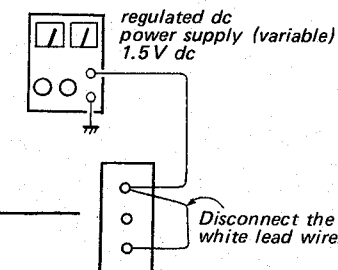 regulated dc
power supply (variable)
1.5 V dc
Disconnect the
white lead wire